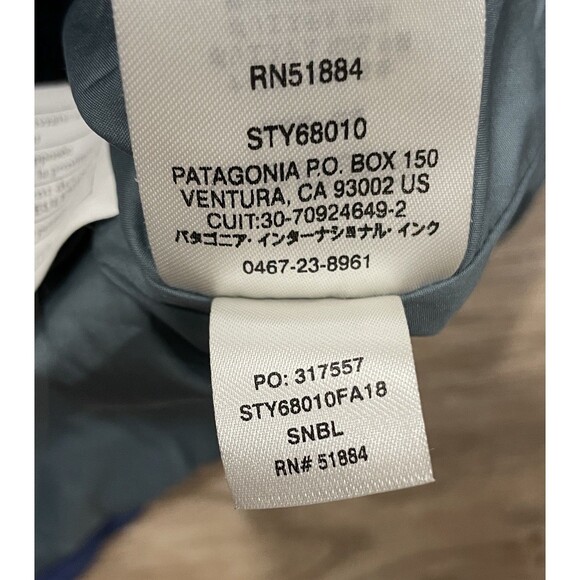 RN51884
STY68010
PATAGONIA P.O. BOX 150
VENTURA, CA 93002 US
CUIT:30-70924649-2
パタゴニア・インターナショナル・インク
0467-23-8961
PO: 317557
STY68010FA18
SNBL
RN# 51884